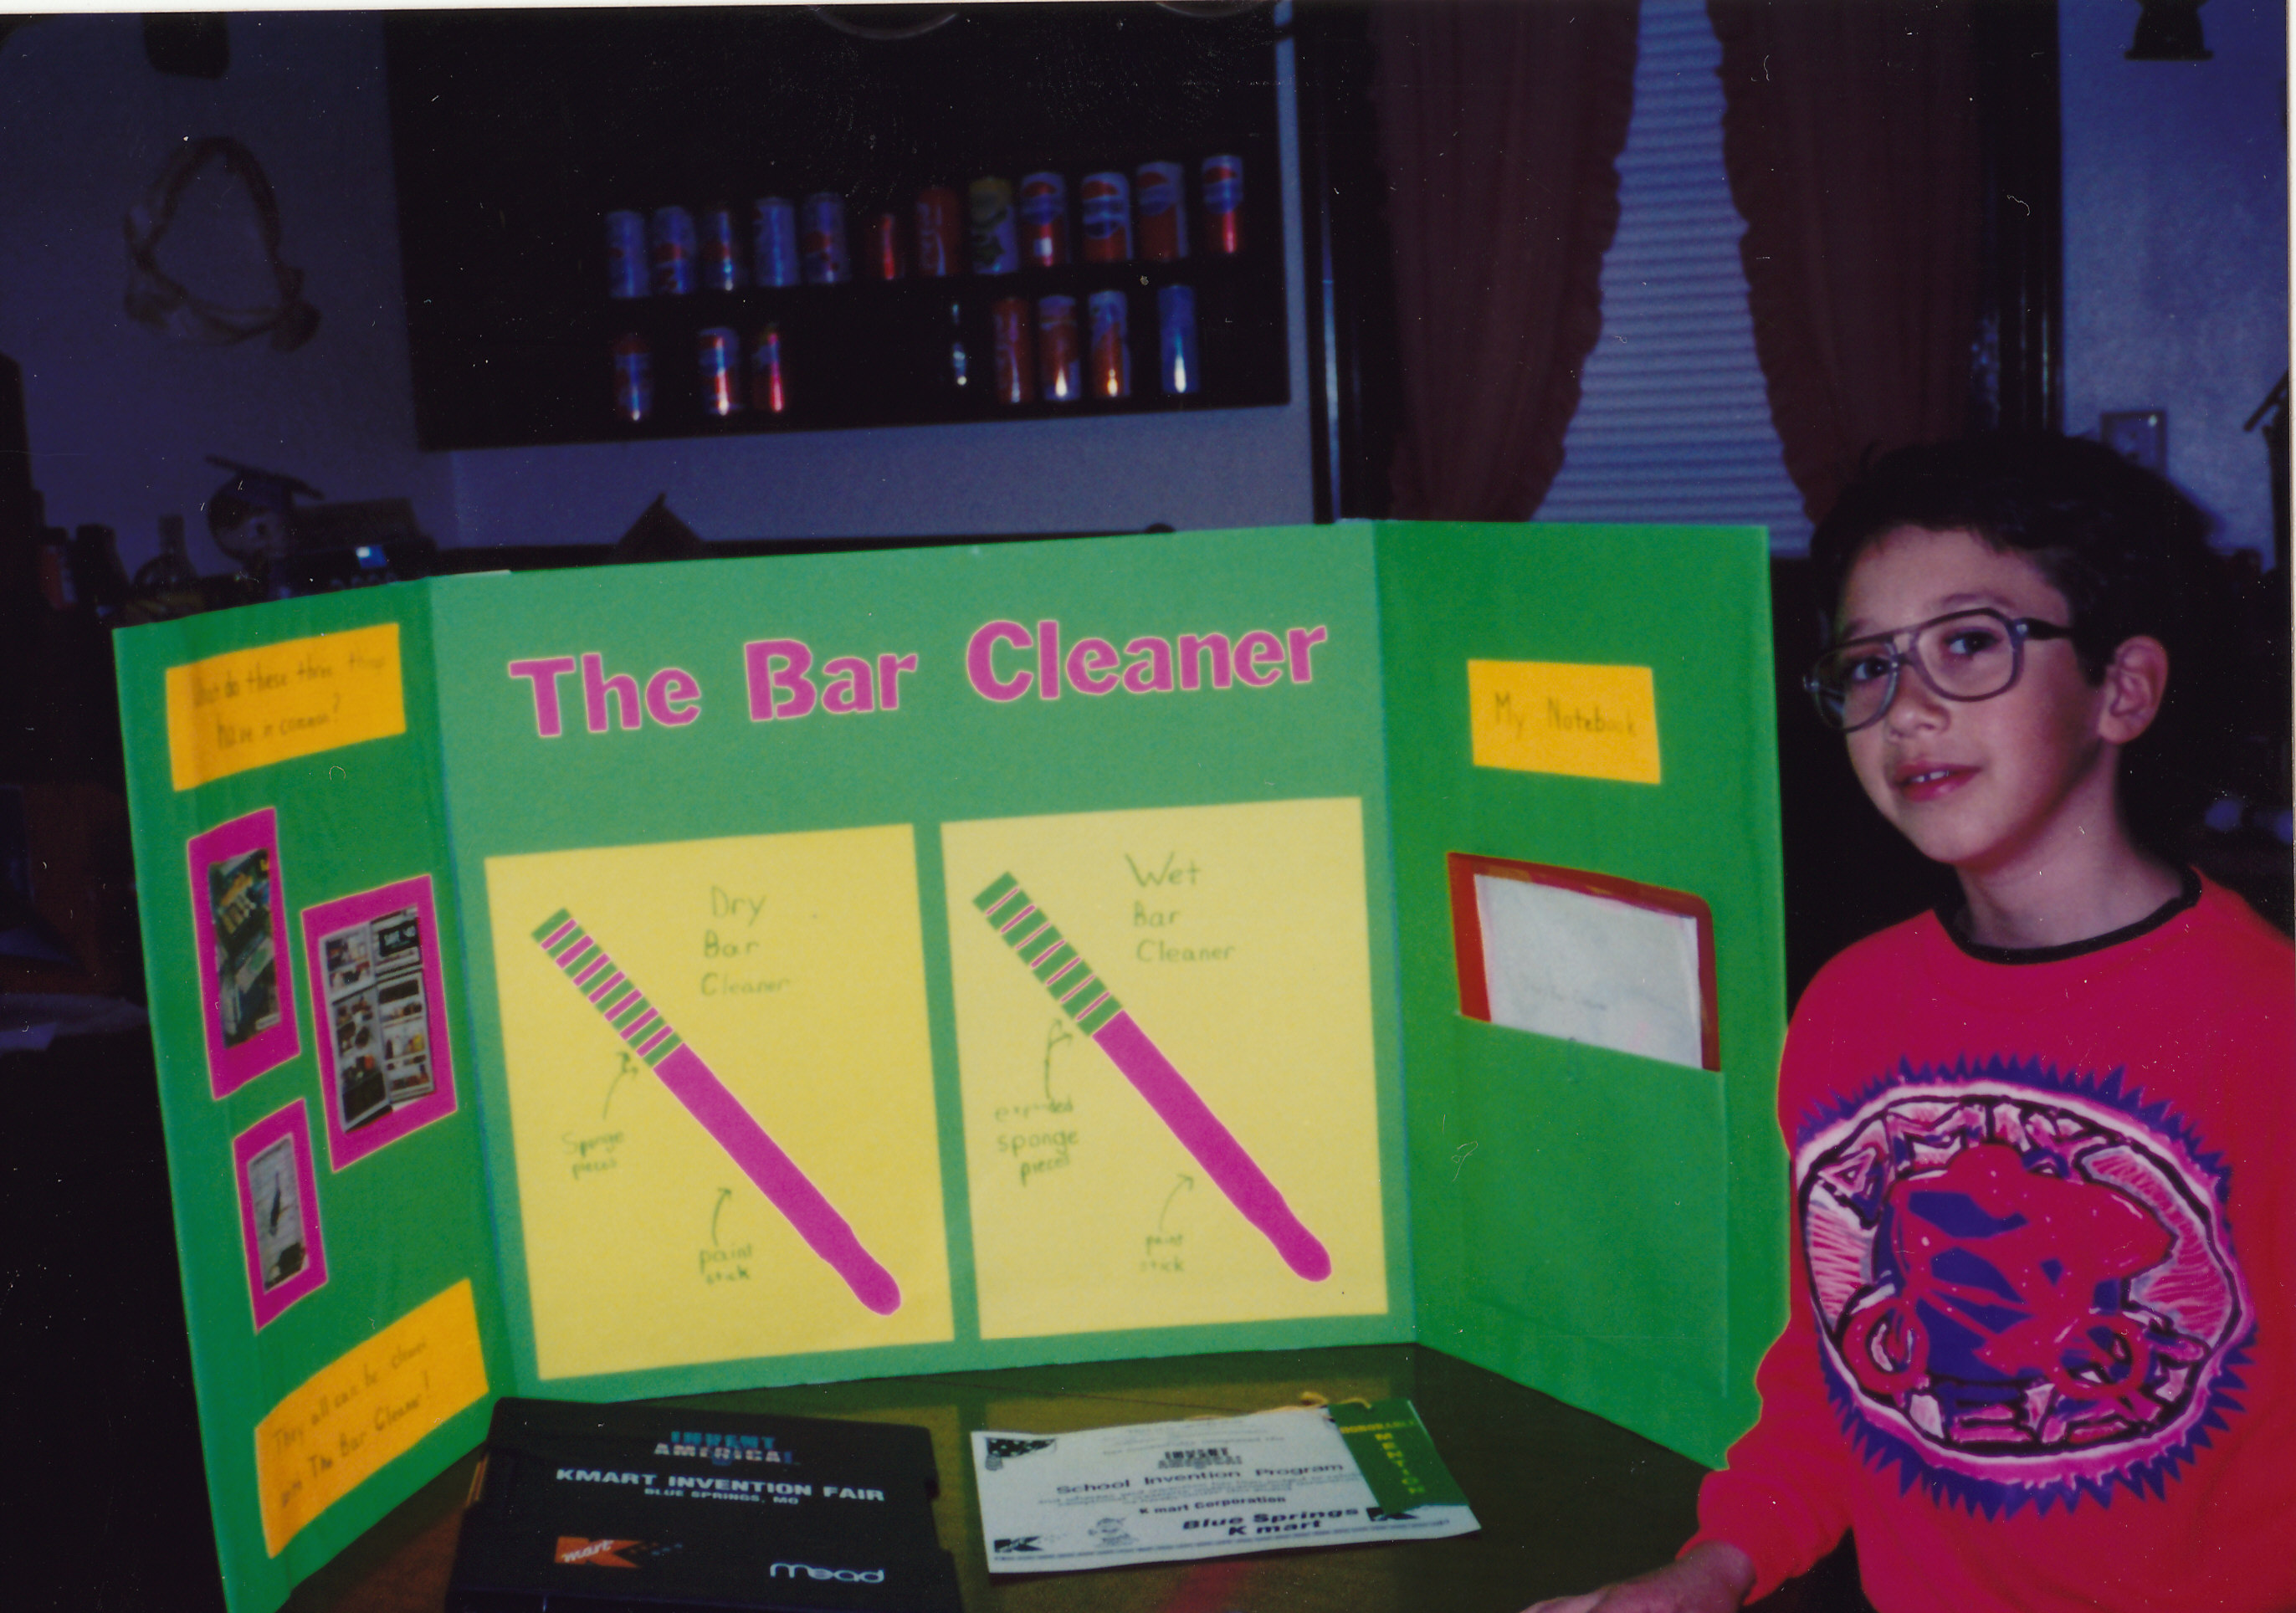 What do these three things
have in common?
They all can be clean
with The Bar Cleaner!
The Bar Cleaner
Dry
Bar
Cleaner
Sponge
pieces
paint
stick
Wet
Bar
Cleaner
expanded
sponge
pieces
paint
stick
My Notebook
INVENT
AMERICA!
KMART INVENTION FAIR
BLUE SPRINGS, MO
Kmart
Mead
INVENT
AMERICA!
School Invention Program
K mart Corporation
Blue Springs
K mart
HONORABLE
MENTION